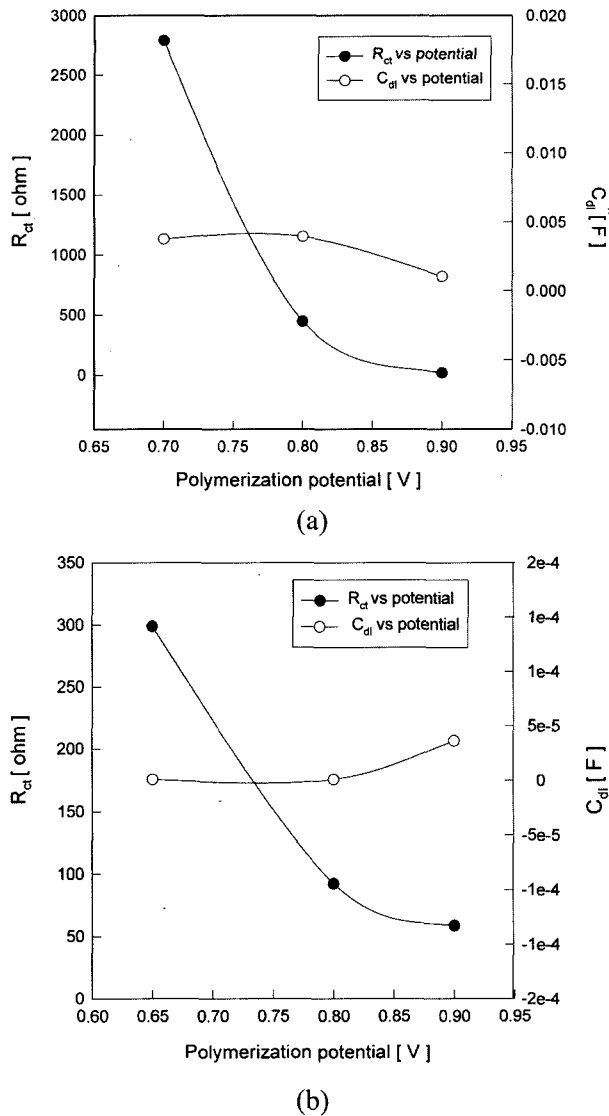 3000
2500
2000
1500
1000
500
0
R_ct [ ohm ]
0.020
0.015
0.010
0.005
0.000
-0.005
-0.010
C_dl [ F ]
R_ct vs potential
C_dl vs potential
0.65 0.70 0.75 0.80 0.85 0.90 0.95
Polymerization potential [ V ]
(a)
350
300
250
200
150
100
50
0
R_ct [ ohm ]
2e-4
1e-4
1e-4
5e-5
0
-5e-5
-1e-4
-1e-4
-2e-4
C_dl [ F ]
R_ct vs potential
C_dl vs potential
0.60 0.65 0.70 0.75 0.80 0.85 0.90 0.95
Polymerization potential [ V ]
(b)